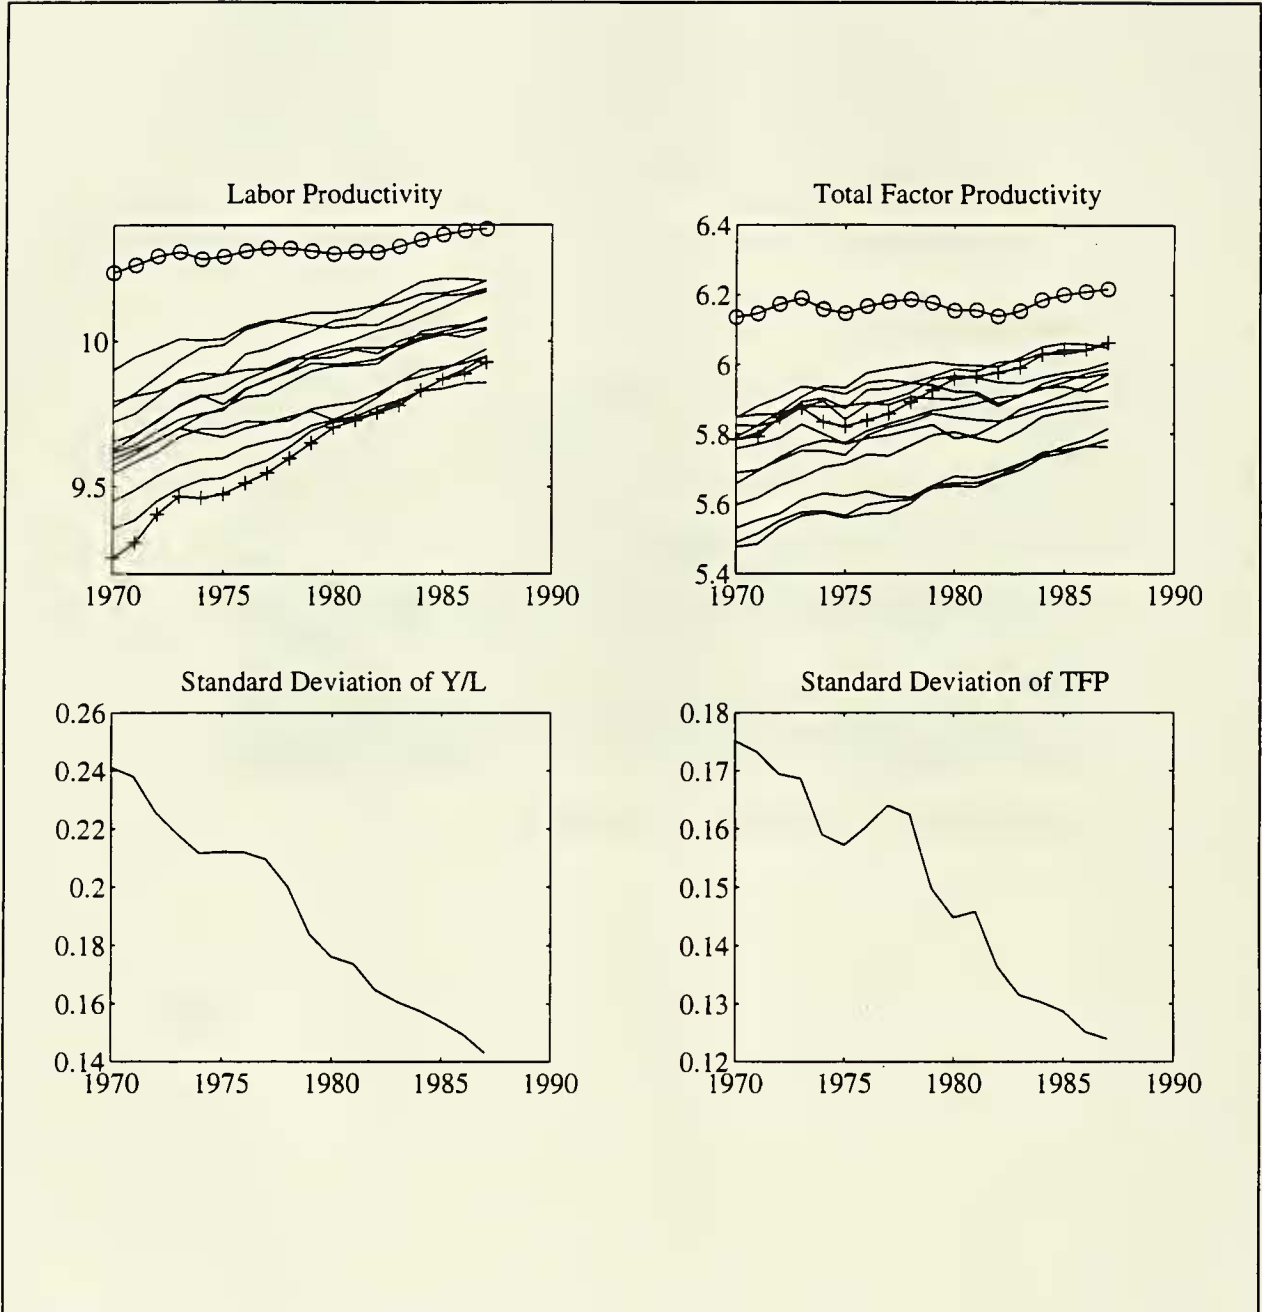 Labor Productivity
10
9.5
1970 1975 1980 1985 1990
Total Factor Productivity
6.4
6.2
6
5.8
5.6
5.4
1970 1975 1980 1985 1990
Standard Deviation of Y/L
0.26
0.24
0.22
0.2
0.18
0.16
0.14
1970 1975 1980 1985 1990
Standard Deviation of TFP
0.18
0.17
0.16
0.15
0.14
0.13
0.12
1970 1975 1980 1985 1990